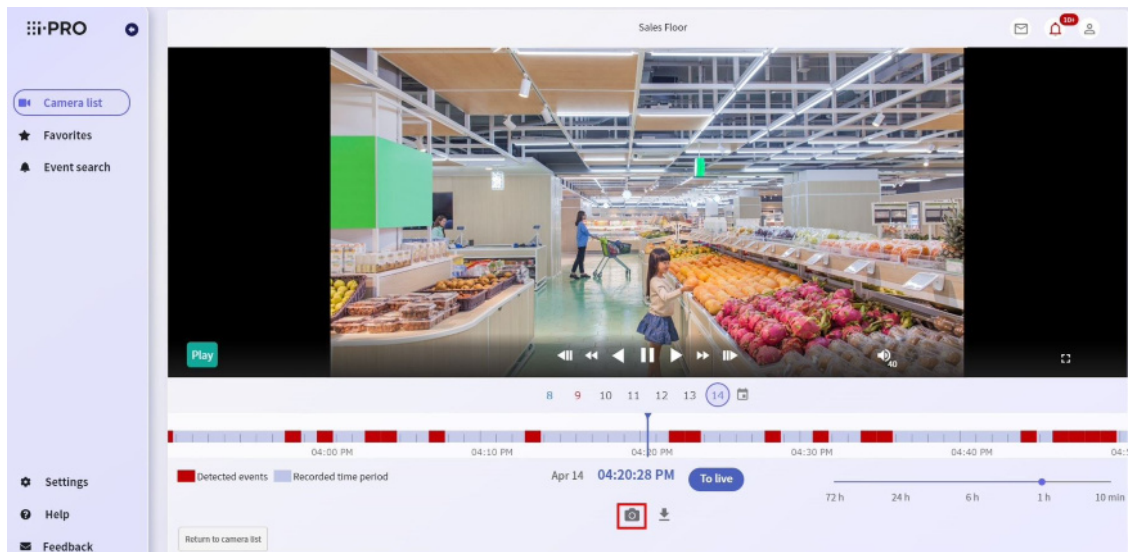 i-PRO
Sales Floor
10+
Camera list
Favorites
Event search
Play
40
8 9 10 11 12 13 14
04:00 PM 04:10 PM 04:20 PM 04:30 PM 04:40 PM 04:5
Detected events Recorded time period
Apr 14 04:20:28 PM To live
72 h 24 h 6 h 1 h 10 min
Settings
Help
Feedback
Return to camera list